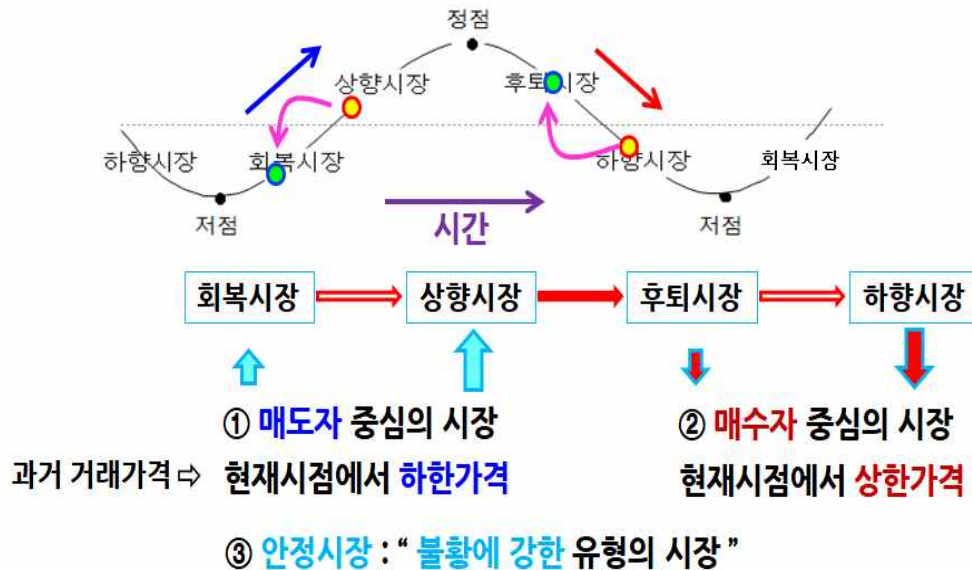 정점
상향시장 후퇴시장
하향시장 회복시장 하향시장 회복시장
저점 저점
시간
회복시장 상향시장 후퇴시장 하향시장
① 매도자 중심의 시장 ② 매수자 중심의 시장
과거 거래가격 ⇨ 현재시점에서 하한가격 현재시점에서 상한가격
③ 안정시장 : “ 불황에 강한 유형의 시장 ”